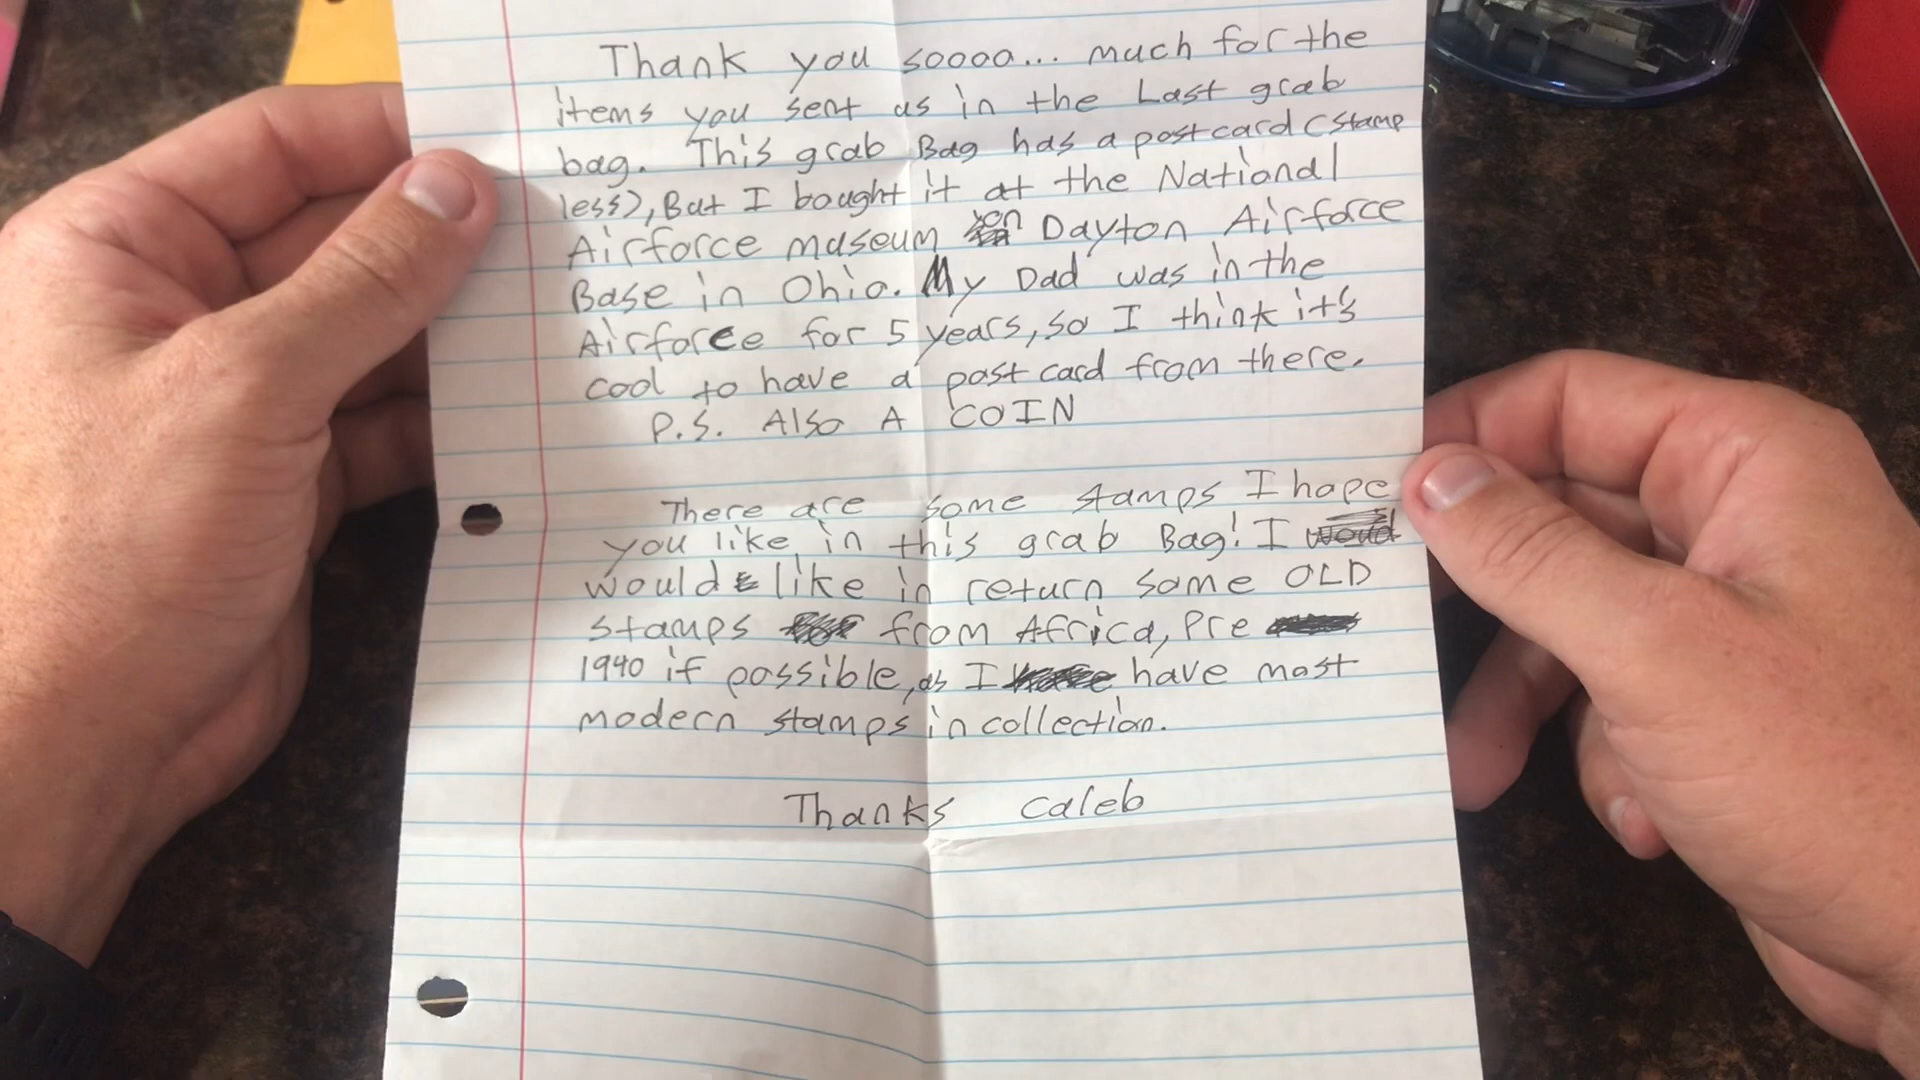 Thank you soooo... much for the
items you sent us in the Last grab
bag. This grab Bag has a postcard (stamp
less), But I bought it at the National
Airforce museum on Dayton Airforce
Base in Ohio. My Dad was in the
Airforce for 5 years, so I think it's
cool to have a post card from there.
P.S. Also A COIN
There are some stamps I hope
you like, in this grab Bag! I woud
would like in return some OLD
stamps from Africa, Pre
1940 if possible, as I have most
modern stamps in collection.
Thanks Caleb